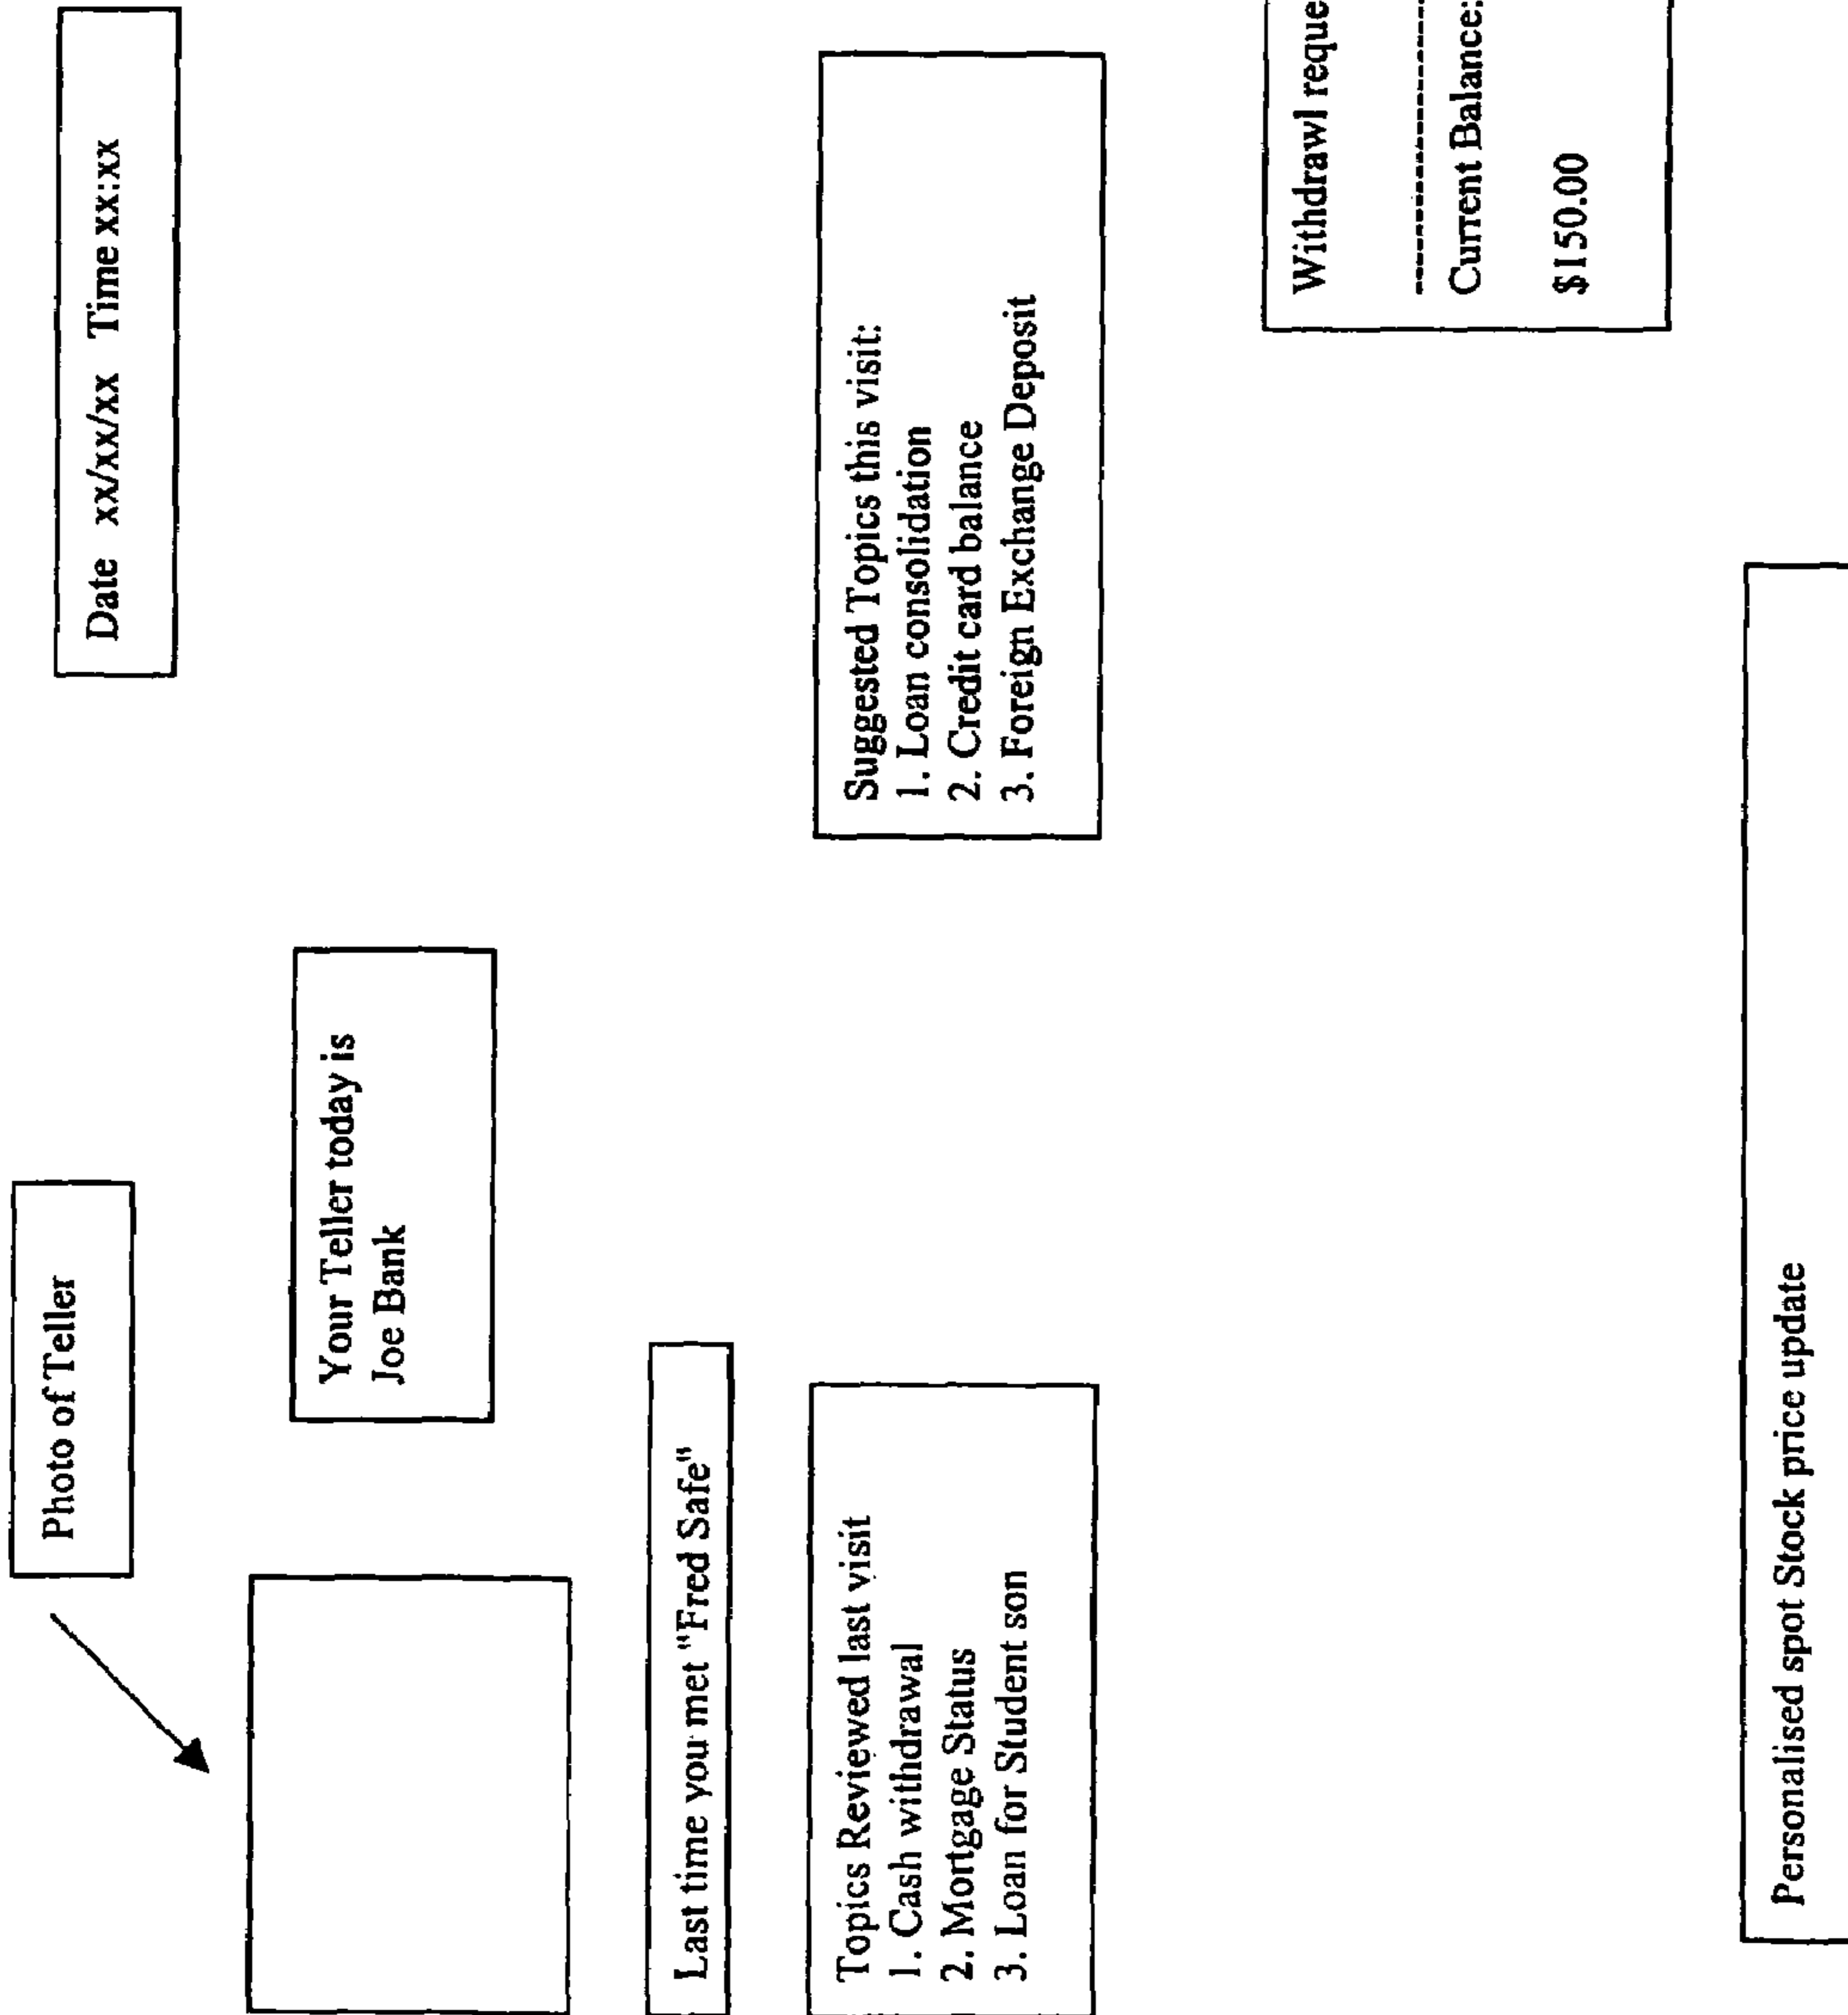 Photo of Teller
Date xx/xx/xx Time xx:xx
Your Teller today is
Joe Bank
Last time you met "Fred Safe"
Topics Reviewed last visit
1. Cash withdrawal
2. Mortgage Status
3. Loan for Student son
Suggested Topics this visit:
1. Loan consolidation
2. Credit card balance
3. Foreign Exchange Deposit
Withdrawl reque
--------------------
Current Balance:
$150.00
Personalised spot Stock price update